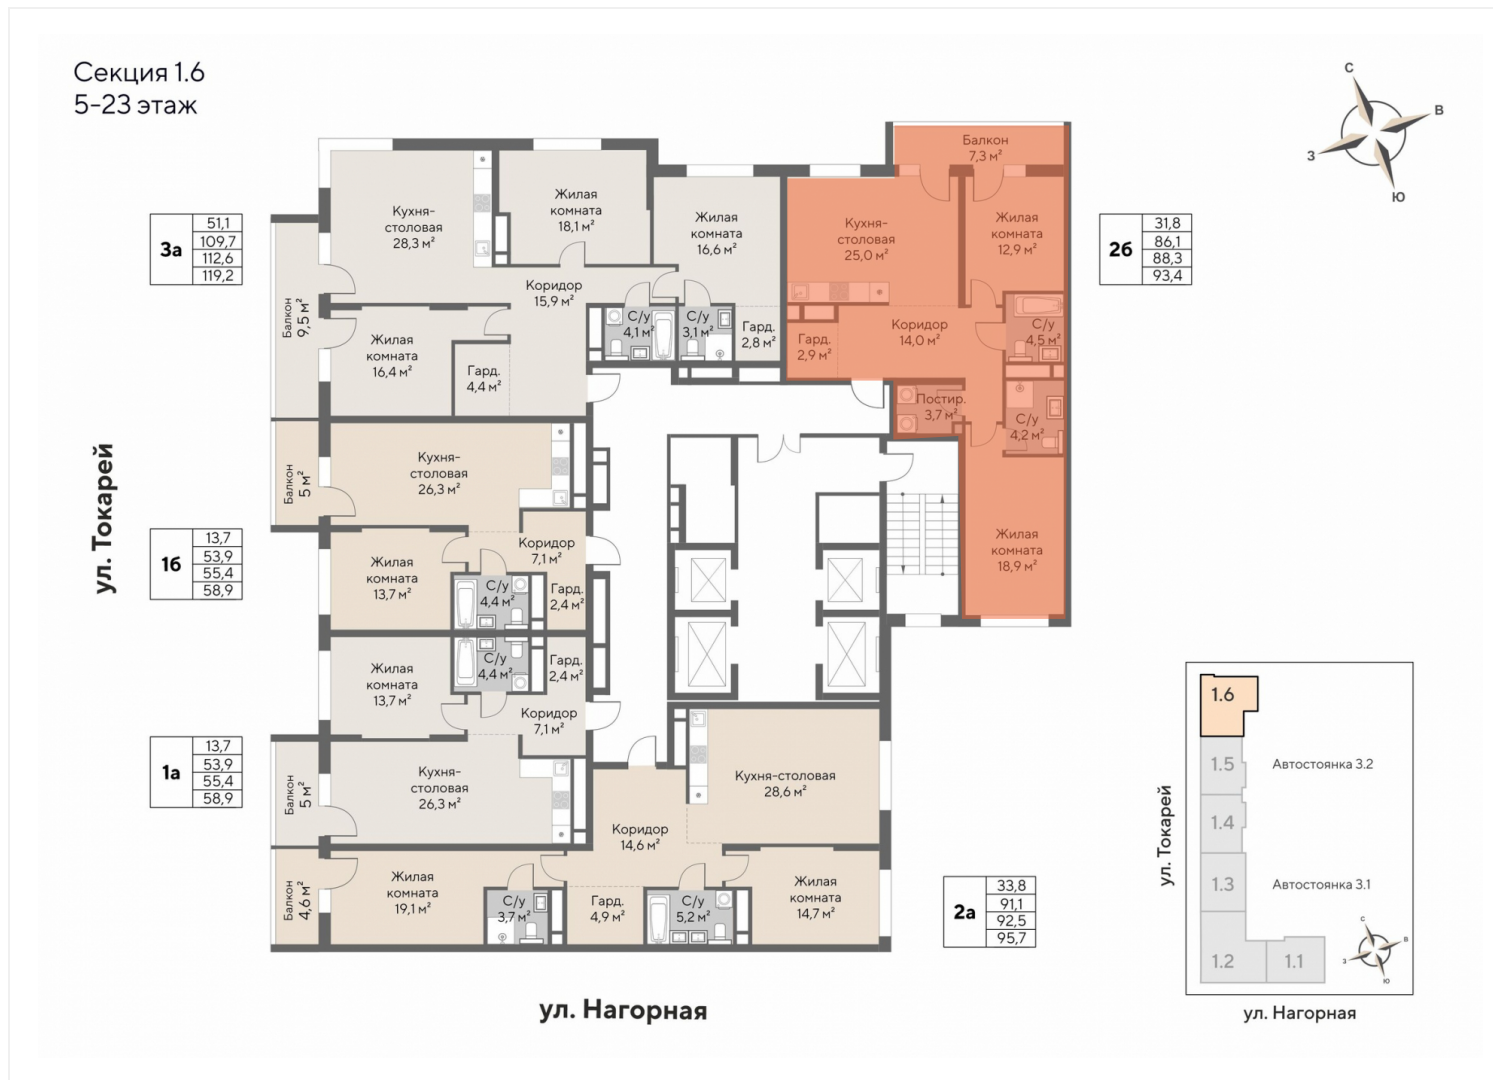 Секция 1.6
5-23 этаж
С
В
З
Ю
Балкон
7,3 м²
3а
51,1
109,7
112,6
119,2
Кухня-
столовая
28,3 м²
Жилая
комната
18,1 м²
Жилая
комната
16,6 м²
Кухня-
столовая
25,0 м²
Жилая
комната
12,9 м²
2б
31,8
86,1
88,3
93,4
Балкон
9,5 м²
Коридор
15,9 м²
Жилая
комната
16,4 м²
Гард.
4,4 м²
С/у
4,1 м²
С/у
3,1 м²
Гард.
2,8 м²
Гард.
2,9 м²
Коридор
14,0 м²
С/у
4,5 м²
Постир.
3,7 м²
С/у
4,2 м²
Жилая
комната
18,9 м²
ул. Токарей
Балкон
5 м²
Кухня-
столовая
26,3 м²
1б
13,7
53,9
55,4
58,9
Жилая
комната
13,7 м²
Коридор
7,1 м²
С/у
4,4 м²
Гард.
2,4 м²
Жилая
комната
13,7 м²
С/у
4,4 м²
Гард.
2,4 м²
Коридор
7,1 м²
1а
13,7
53,9
55,4
58,9
Балкон
5 м²
Кухня-
столовая
26,3 м²
Кухня-столовая
28,6 м²
Коридор
14,6 м²
Балкон
4,6 м²
Жилая
комната
19,1 м²
С/у
3,7 м²
Гард.
4,9 м²
С/у
5,2 м²
Жилая
комната
14,7 м²
2а
33,8
91,1
92,5
95,7
ул. Нагорная
1.6
1.5
Автостоянка 3.2
1.4
ул. Токарей
1.3
Автостоянка 3.1
1.2
1.1
С
В
З
Ю
ул. Нагорная